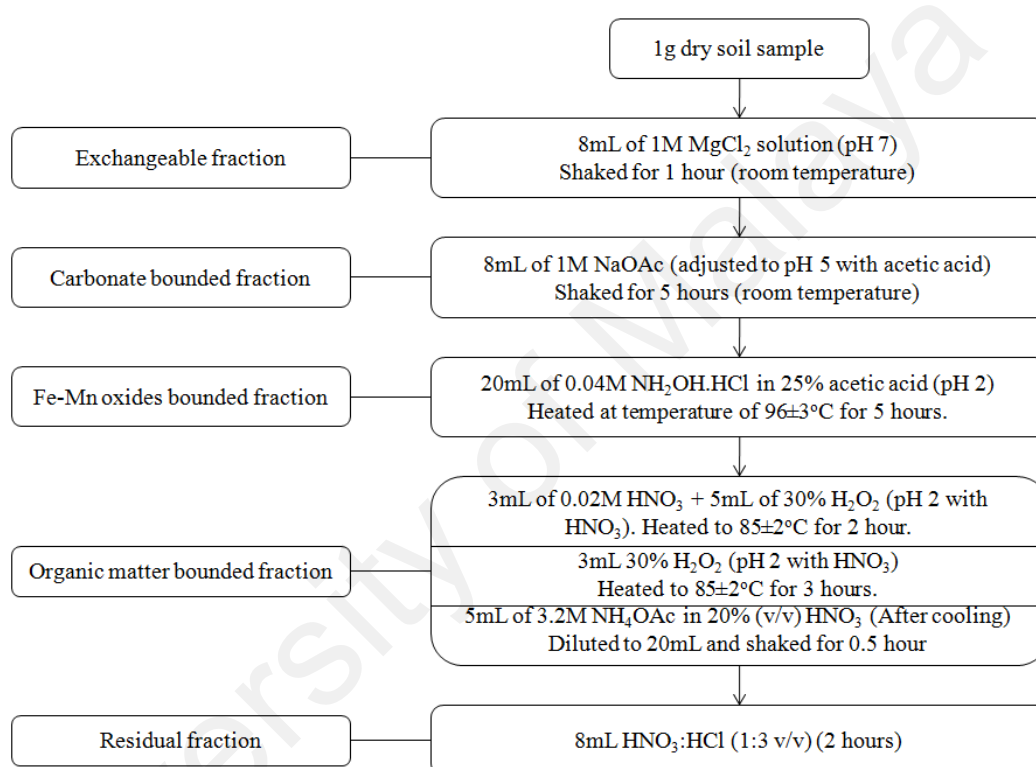 1g dry soil sample
Exchangeable fraction
8mL of 1M MgCl₂ solution (pH 7)
Shaked for 1 hour (room temperature)
Carbonate bounded fraction
8mL of 1M NaOAc (adjusted to pH 5 with acetic acid)
Shaked for 5 hours (room temperature)
Fe-Mn oxides bounded fraction
20mL of 0.04M NH₂OH.HCl in 25% acetic acid (pH 2)
Heated at temperature of 96±3°C for 5 hours.
Organic matter bounded fraction
3mL of 0.02M HNO₃ + 5mL of 30% H₂O₂ (pH 2 with
HNO₃). Heated to 85±2°C for 2 hour.
3mL 30% H₂O₂ (pH 2 with HNO₃)
Heated to 85±2°C for 3 hours.
5mL of 3.2M NH₄OAc in 20% (v/v) HNO₃ (After cooling)
Diluted to 20mL and shaked for 0.5 hour
Residual fraction
8mL HNO₃:HCl (1:3 v/v) (2 hours)
ersity of Malaya